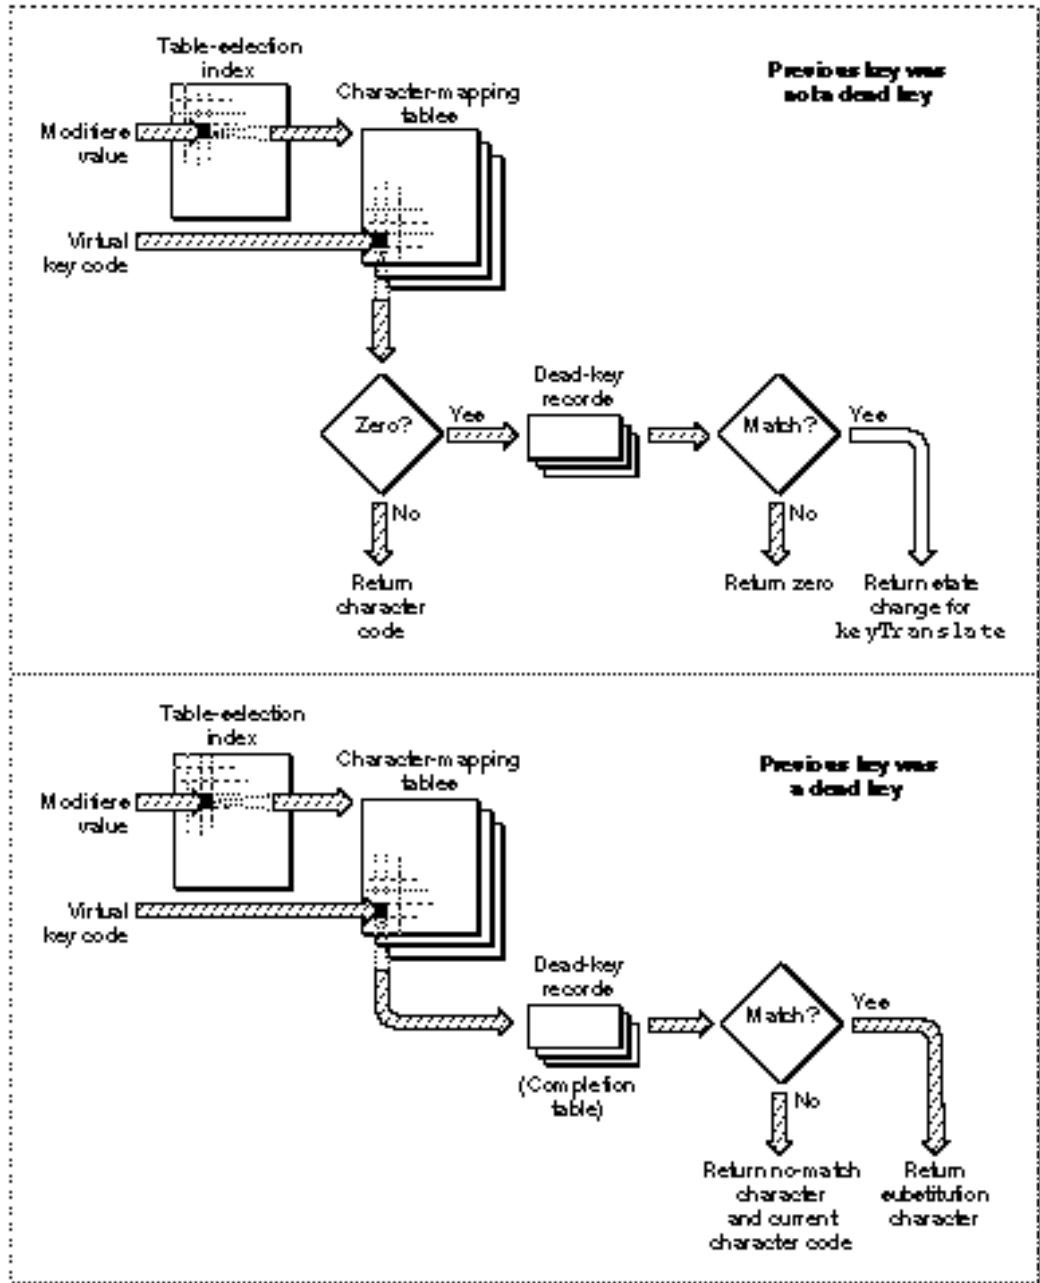 Table-selection
index
Previous key was
not a dead key
Character-mapping
tables
Modifiers
value
Virtual
key code
Zero?
Yes
Dead-key
records
Match?
Yes
No
No
Return
character
code
Return zero
Return state
change for
keyTranslate
Table-selection
index
Previous key was
a dead key
Character-mapping
tables
Modifiers
value
Virtual
key code
Dead-key
records
Match?
Yes
(Completion
table)
No
Return no-match
character
and current
character code
Return
substitution
character